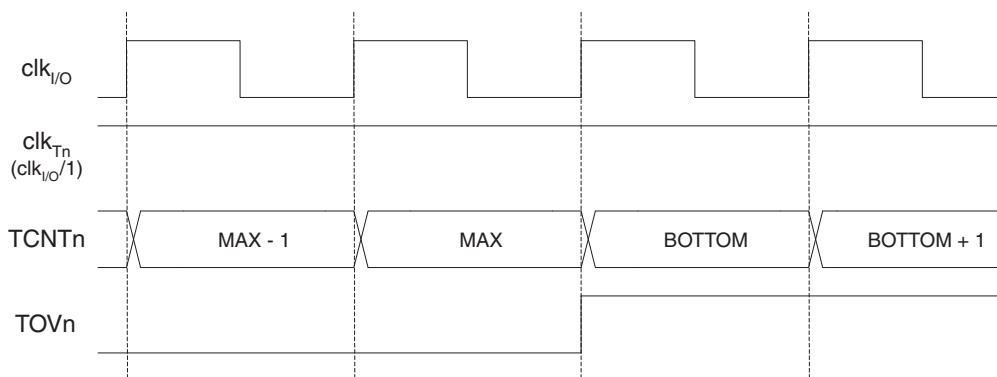 clkI/O
clkTn
(clkI/O/1)
TCNTn MAX - 1 MAX BOTTOM BOTTOM + 1
TOVn